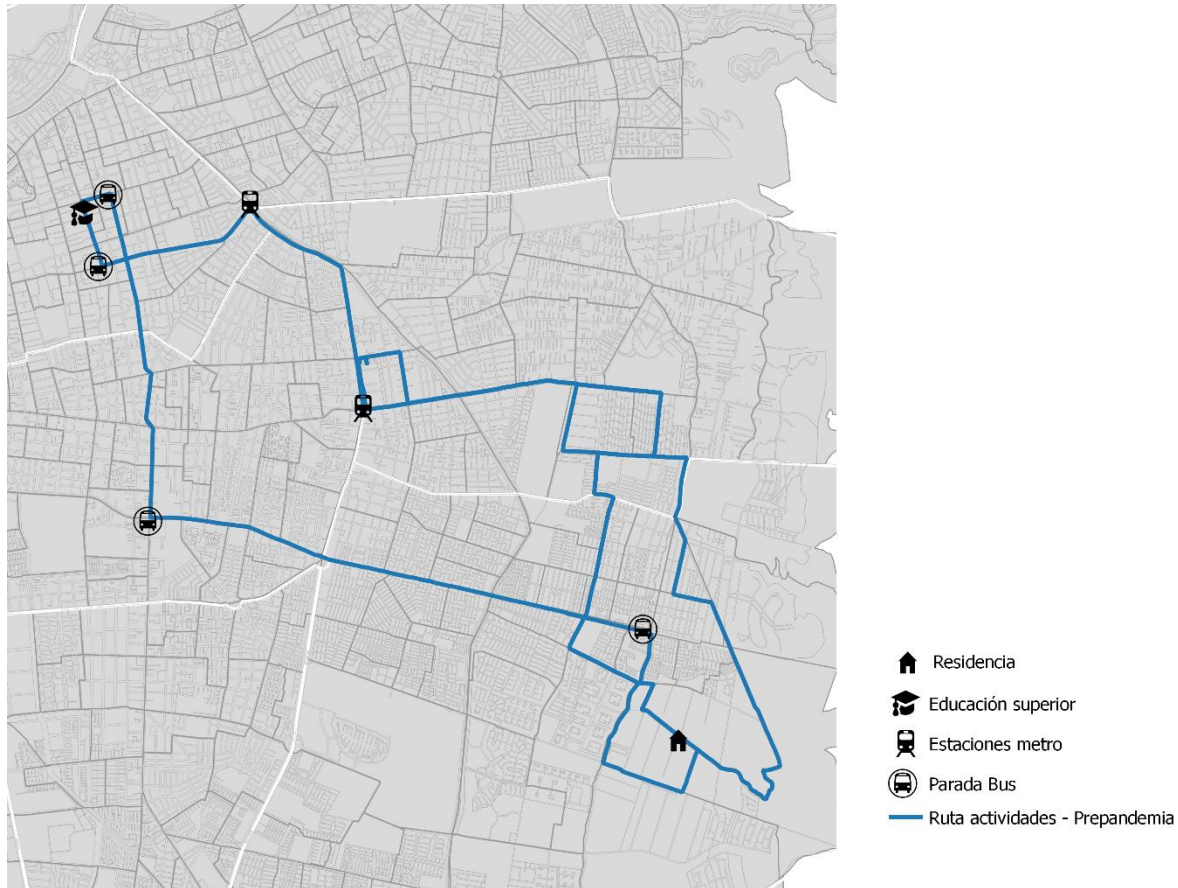 Residencia
Educación superior
Estaciones metro
Parada Bus
Ruta actividades - Prepandemia